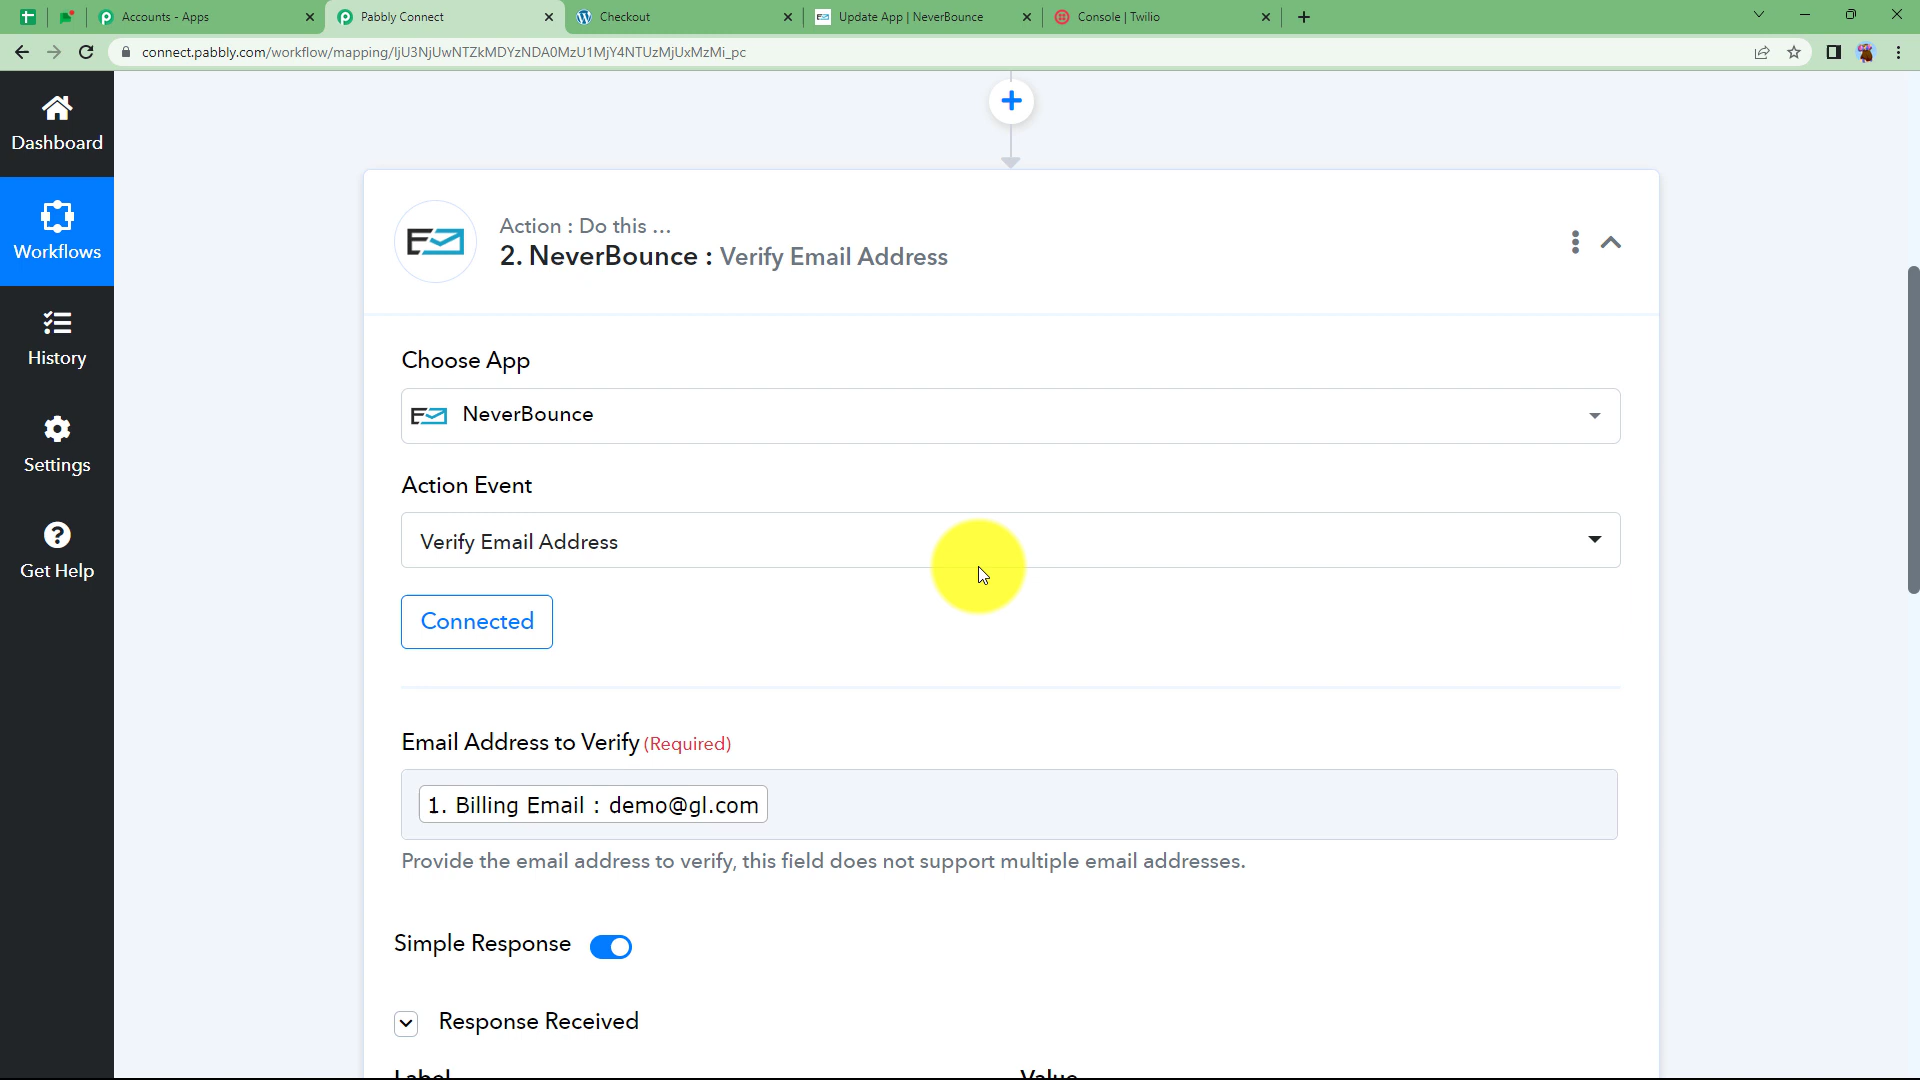 Accounts - Apps
Pabbly Connect
Checkout
Update App | NeverBounce
Console | Twilio
connect.pabbly.com/workflow/mapping/IjU3NjUwNTZkMDYzNDA0MzU1MjY4NTUzMjUxMzMi_pc
Dashboard
Workflows
History
Settings
Get Help
Action : Do this ...
2. NeverBounce : Verify Email Address
Choose App
NeverBounce
Action Event
Verify Email Address
Connected
Email Address to Verify (Required)
1. Billing Email : demo@gl.com
Provide the email address to verify, this field does not support multiple email addresses.
Simple Response
Response Received
Label Value